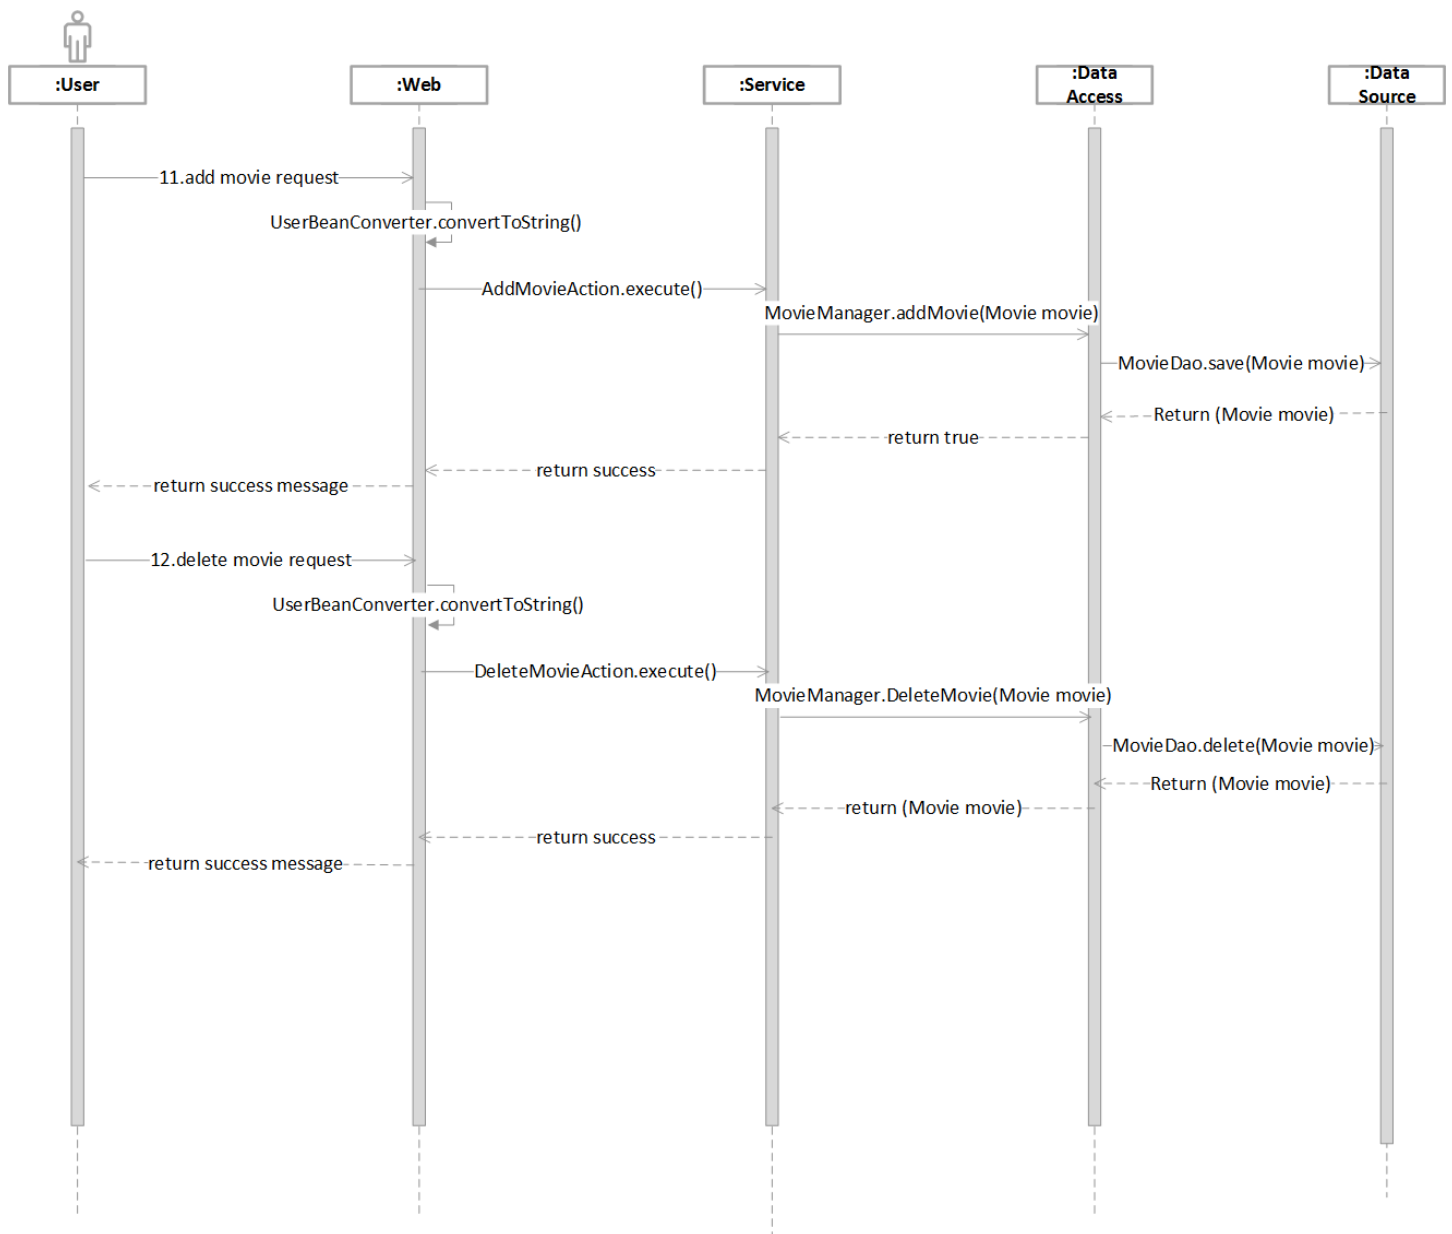 :User
:Web
:Service
:Data
Access
:Data
Source
11.add movie request
UserBeanConverter.convertToString()
AddMovieAction.execute()
MovieManager.addMovie(Movie movie)
MovieDao.save(Movie movie)
Return (Movie movie)
return true
return success
return success message
12.delete movie request
UserBeanConverter.convertToString()
DeleteMovieAction.execute()
MovieManager.DeleteMovie(Movie movie)
MovieDao.delete(Movie movie)
Return (Movie movie)
return (Movie movie)
return success
return success message